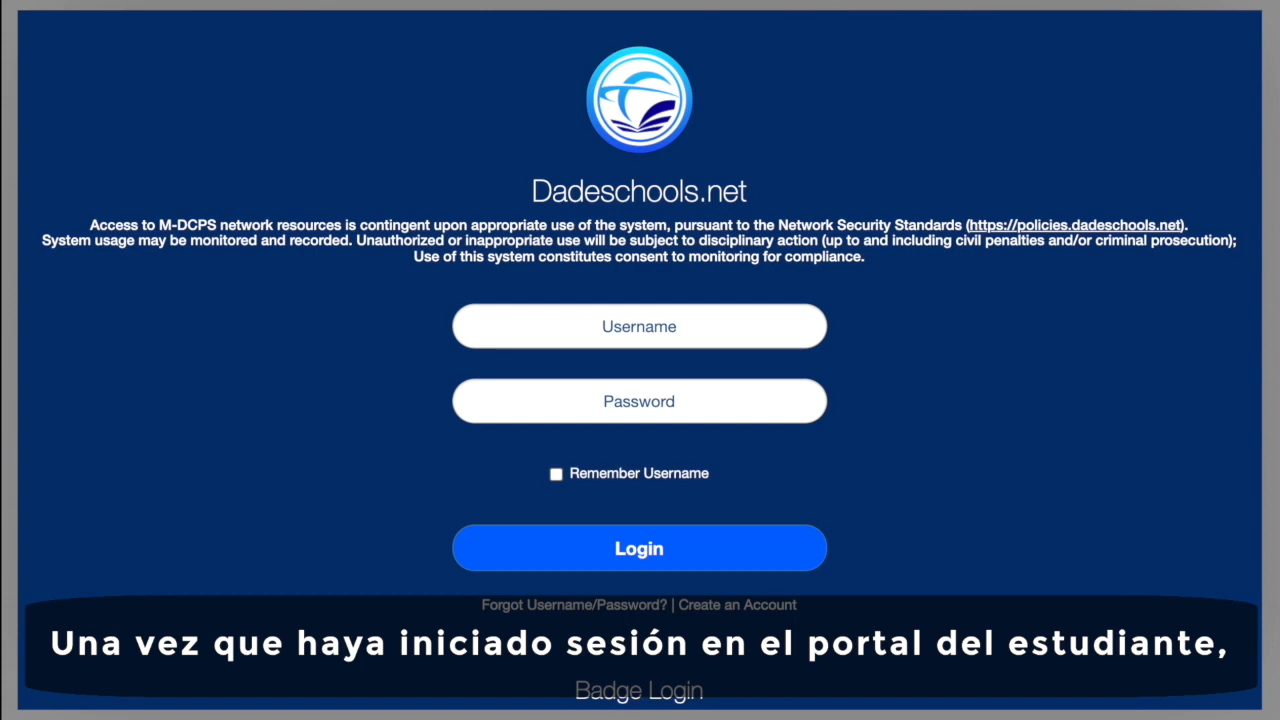 Dadeschools.net
Access to M-DCPS network resources is contingent upon appropriate use of the system, pursuant to the Network Security Standards (https://policies.dadeschools.net).
System usage may be monitored and recorded. Unauthorized or inappropriate use will be subject to disciplinary action (up to and including civil penalties and/or criminal prosecution);
Use of this system constitutes consent to monitoring for compliance.
Username
Password
Remember Username
Login
Forgot Username/Password? | Create an Account
Una vez que haya iniciado sesión en el portal del estudiante,
Badge Login